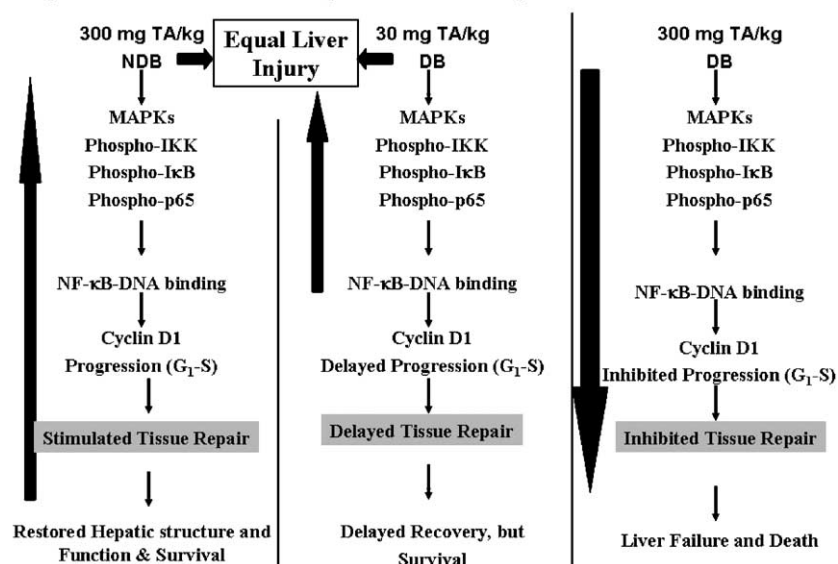 300 mg TA/kg
NDB
Equal Liver
Injury
30 mg TA/kg
DB
300 mg TA/kg
DB
MAPKs
Phospho-IKK
Phospho-IκB
Phospho-p65
NF-κB-DNA binding
Cyclin D1
Progression (G₁-S)
Stimulated Tissue Repair
Restored Hepatic structure and
Function & Survival
MAPKs
Phospho-IKK
Phospho-IκB
Phospho-p65
NF-κB-DNA binding
Cyclin D1
Delayed Progression (G₁-S)
Delayed Tissue Repair
Delayed Recovery, but
Survival
MAPKs
Phospho-IKK
Phospho-IκB
Phospho-p65
NF-κB-DNA binding
Cyclin D1
Inhibited Progression (G₁-S)
Inhibited Tissue Repair
Liver Failure and Death